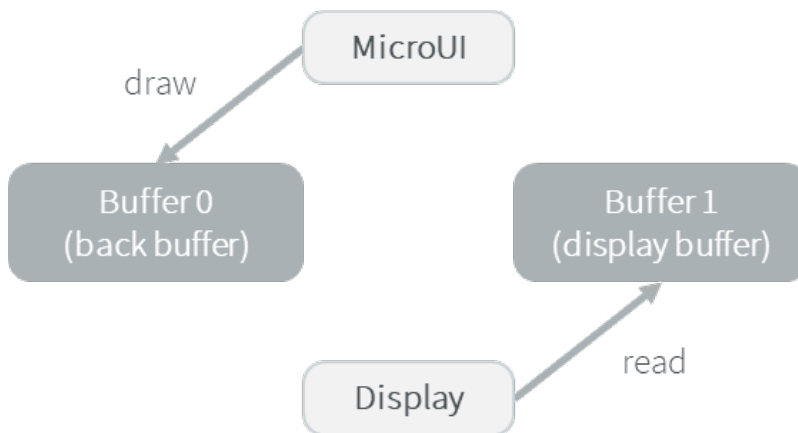 MicroUI
draw
Buffer 0
(back buffer)
Buffer 1
(display buffer)
read
Display